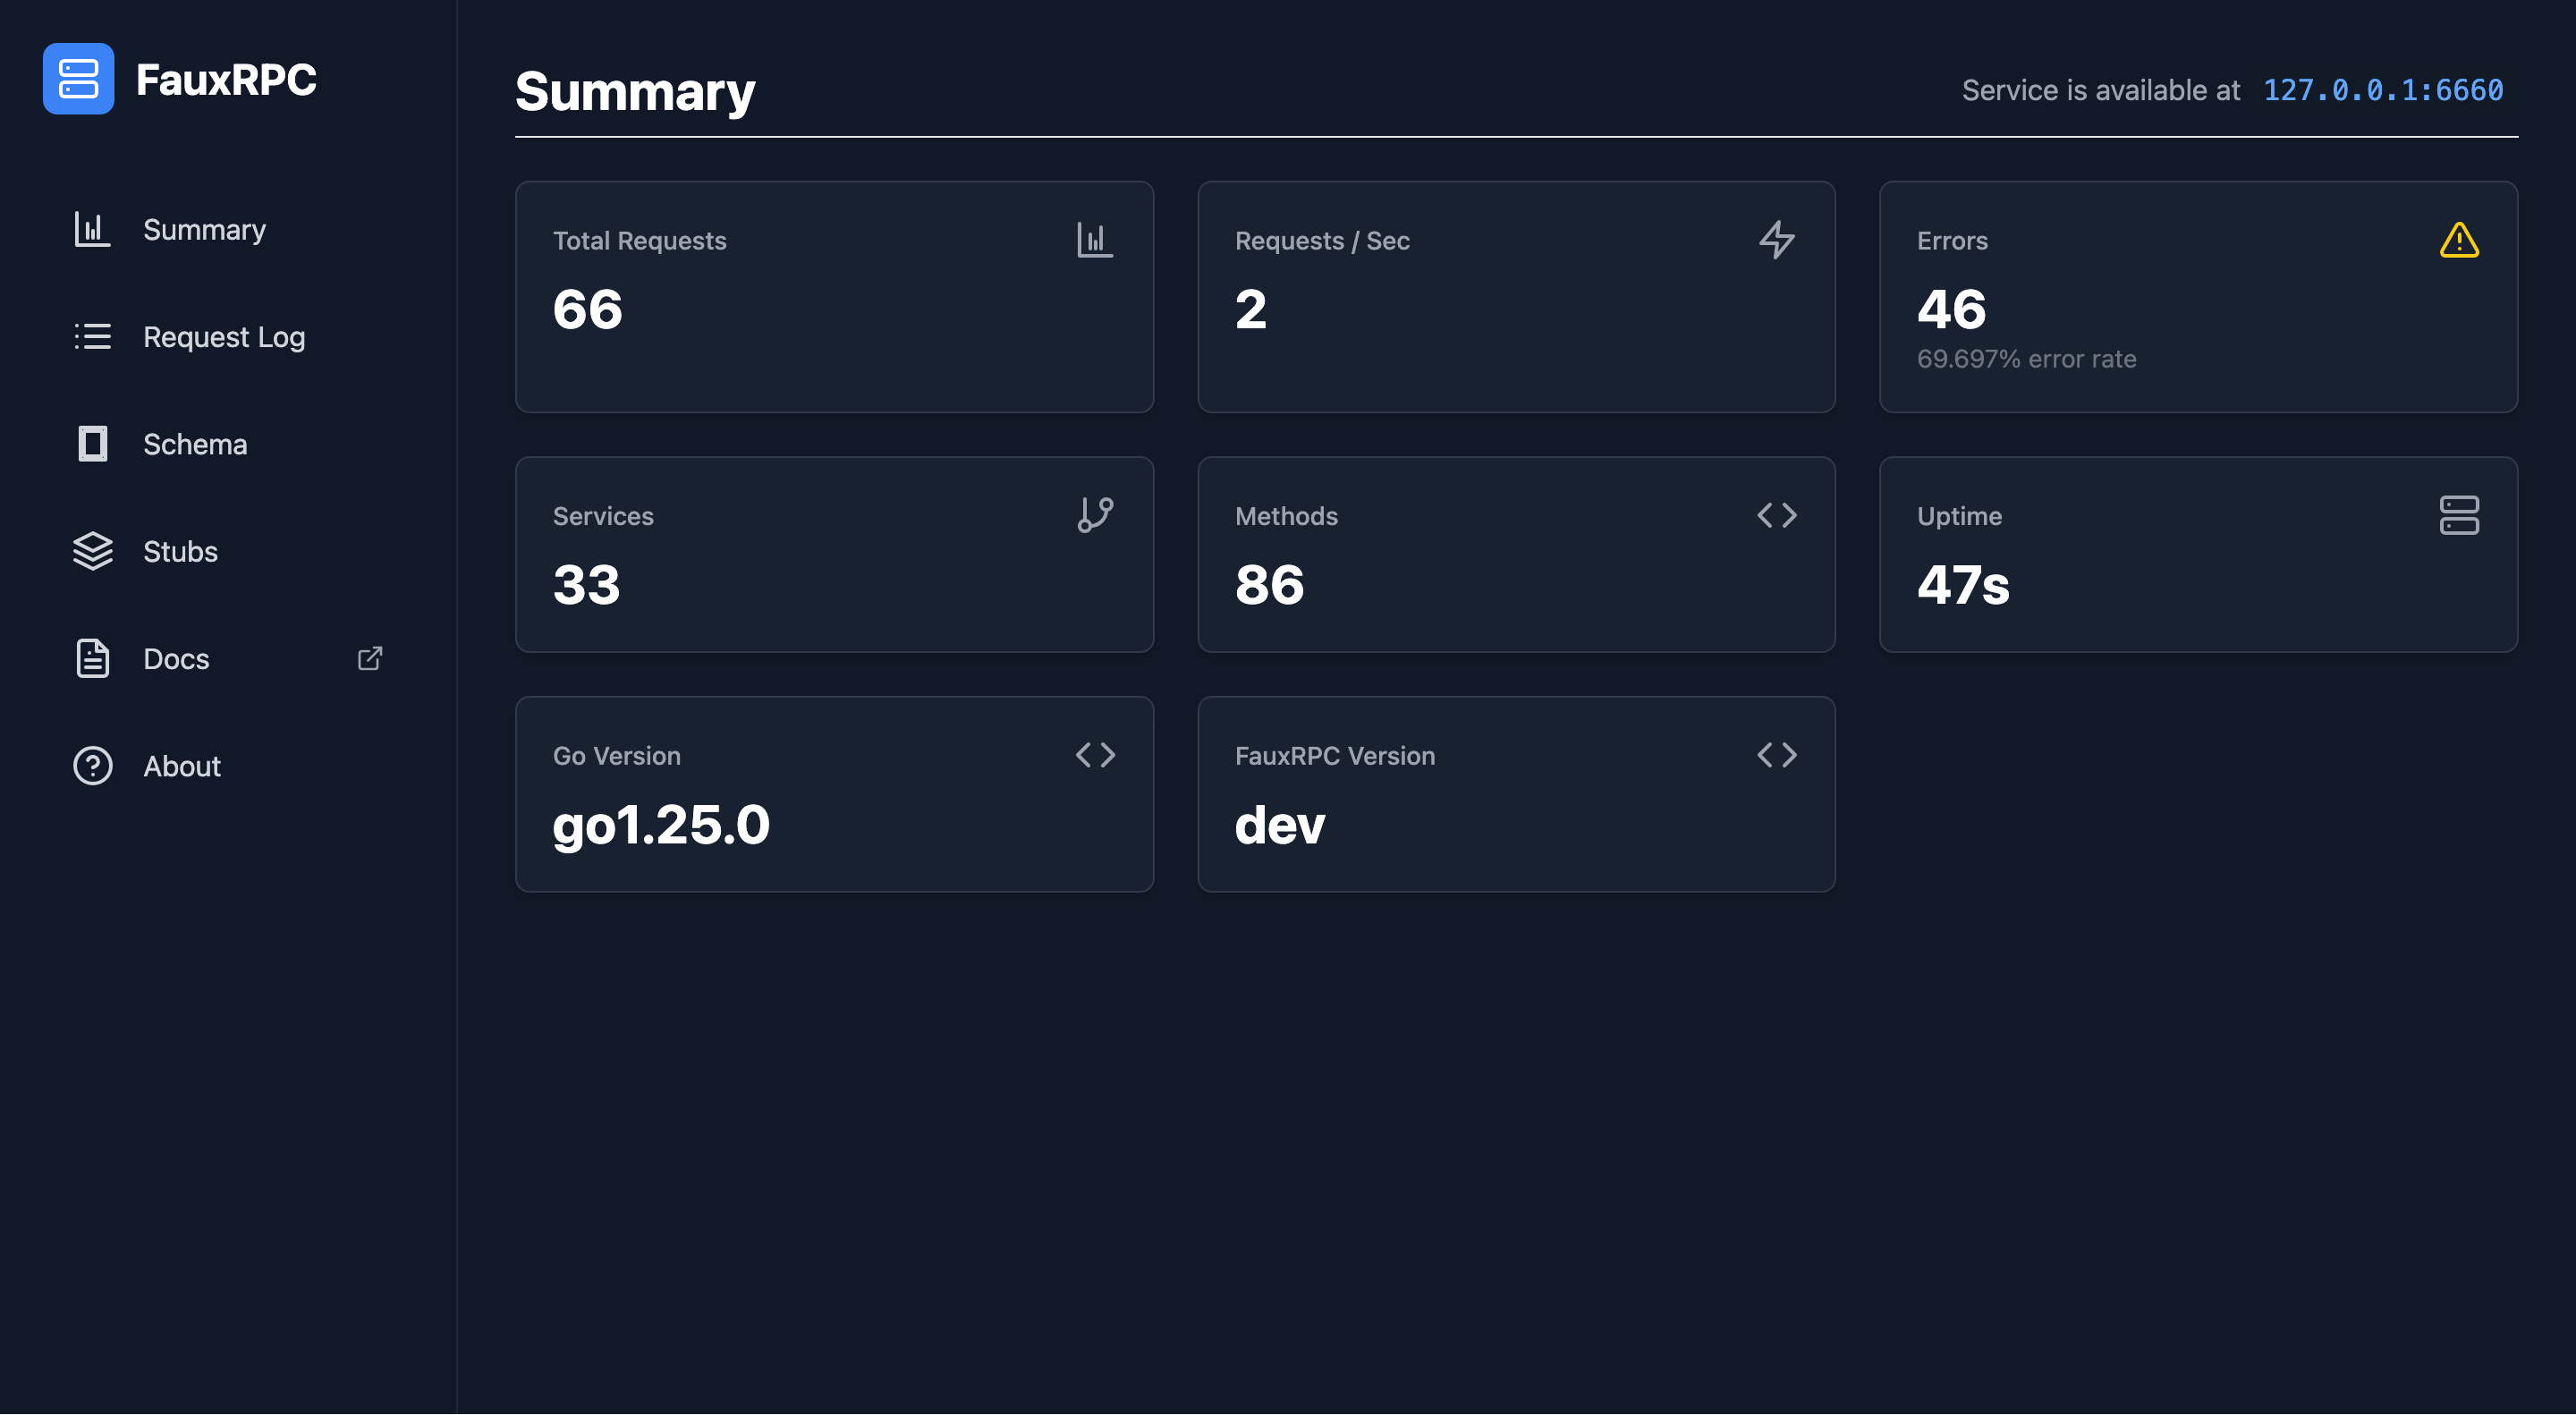 FauxRPC
Summary
Request Log
Schema
Stubs
Docs
About
Summary
Service is available at 127.0.0.1:6660
Total Requests
66
Requests / Sec
2
Errors
46
69.697% error rate
Services
33
Methods
86
Uptime
47s
Go Version
go1.25.0
FauxRPC Version
dev